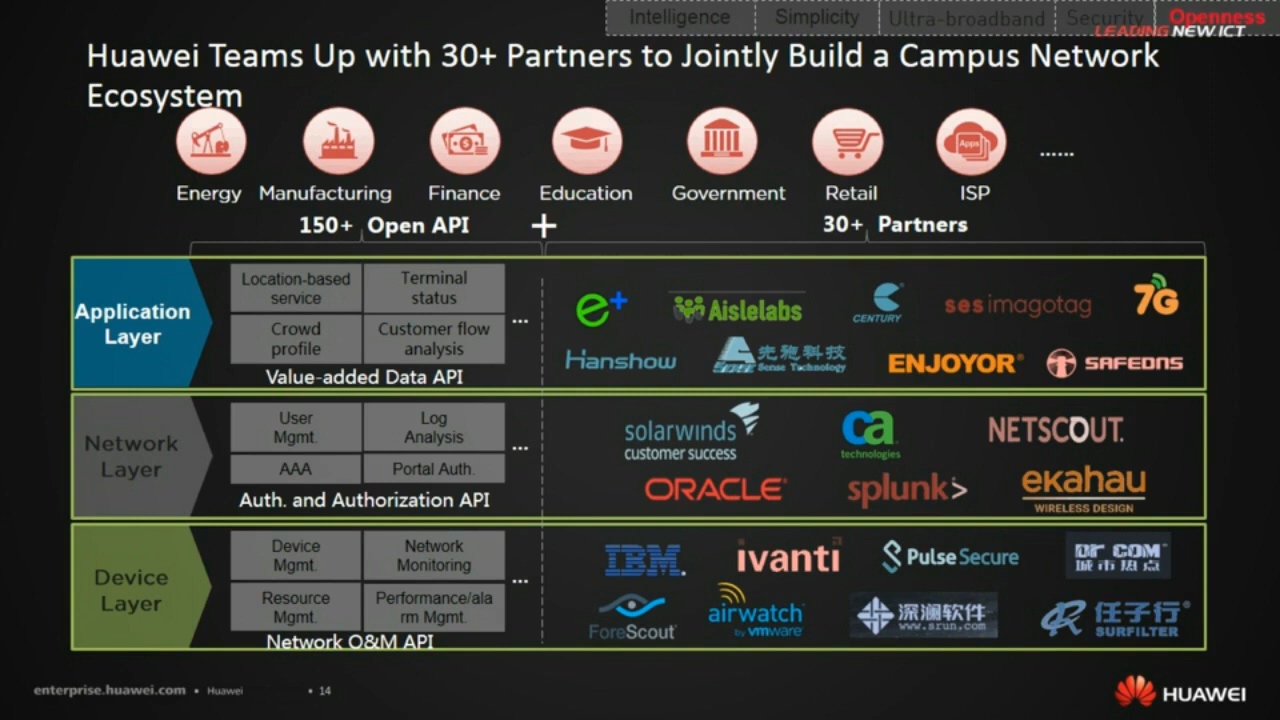 Intelligence Simplicity Ultra-broadband Security Openness
LEADING NEW ICT
Huawei Teams Up with 30+ Partners to Jointly Build a Campus Network
Ecosystem
Apps
Energy Manufacturing Finance Education Government Retail ISP ......
150+ Open API + 30+ Partners
Application
Layer
Location-based
service
Terminal
status
Crowd
profile
Customer flow
analysis
...
Value-added Data API
e+
Aislelabs
CENTURY
ses imagotag
7G
Hanshow
先施科技
Sense Technology
ENJOYOR®
SAFEDNS
Network
Layer
User
Mgmt.
Log
Analysis
AAA
Portal Auth.
...
Auth. and Authorization API
solarwinds
customer success
ca
technologies
NETSCOUT.
ORACLE®
splunk>
ekahau
WIRELESS DESIGN
Device
Layer
Device
Mgmt.
Network
Monitoring
Resource
Mgmt.
Performance/ala
rm Mgmt.
...
Network O&M API
IBM®
ivanti
Pulse Secure
Dr.COM®
城市热点
ForeScout
airwatch
by vmware
深澜软件
www.srun.com
任子行®
SURFILTER
enterprise.huawei.com • Huawei • 14
HUAWEI